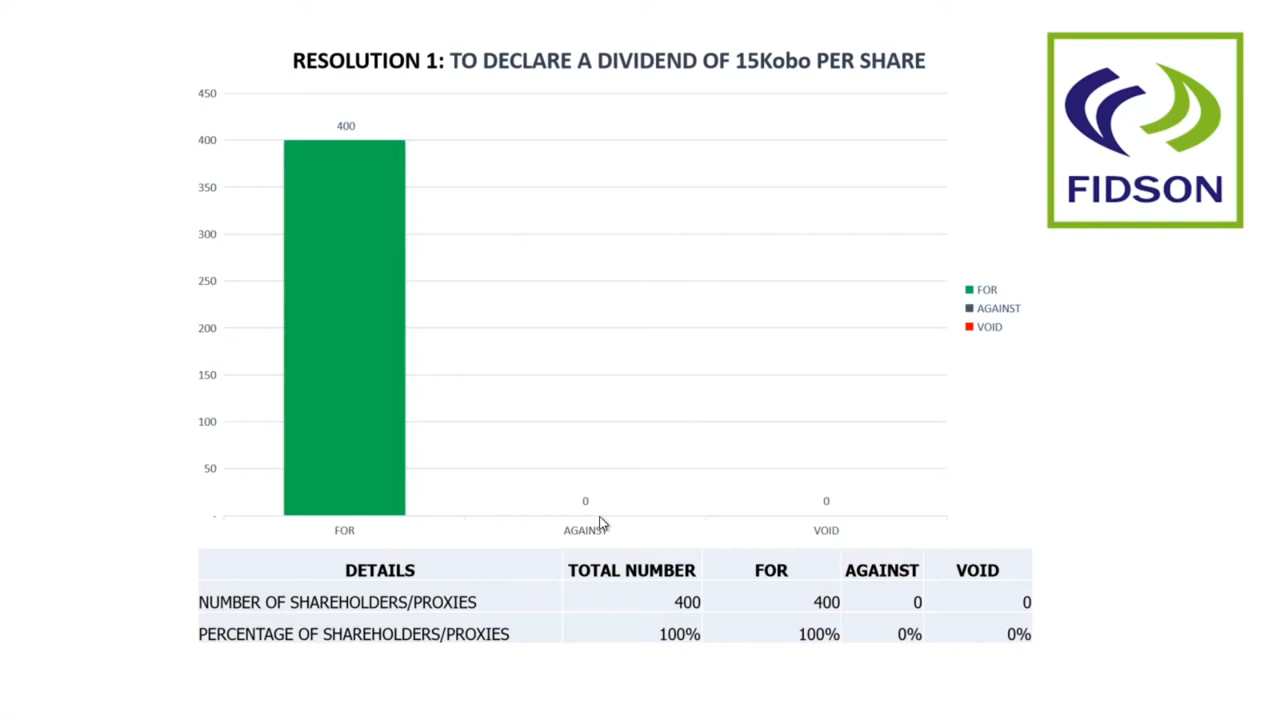 RESOLUTION 1: TO DECLARE A DIVIDEND OF 15Kobo PER SHARE
FIDSON
450
400
350
300
250
200
150
100
50
-
400
0
0
FOR
AGAINST
VOID
FOR
AGAINST
VOID
DETAILS TOTAL NUMBER FOR AGAINST VOID
NUMBER OF SHAREHOLDERS/PROXIES 400 400 0 0
PERCENTAGE OF SHAREHOLDERS/PROXIES 100% 100% 0% 0%